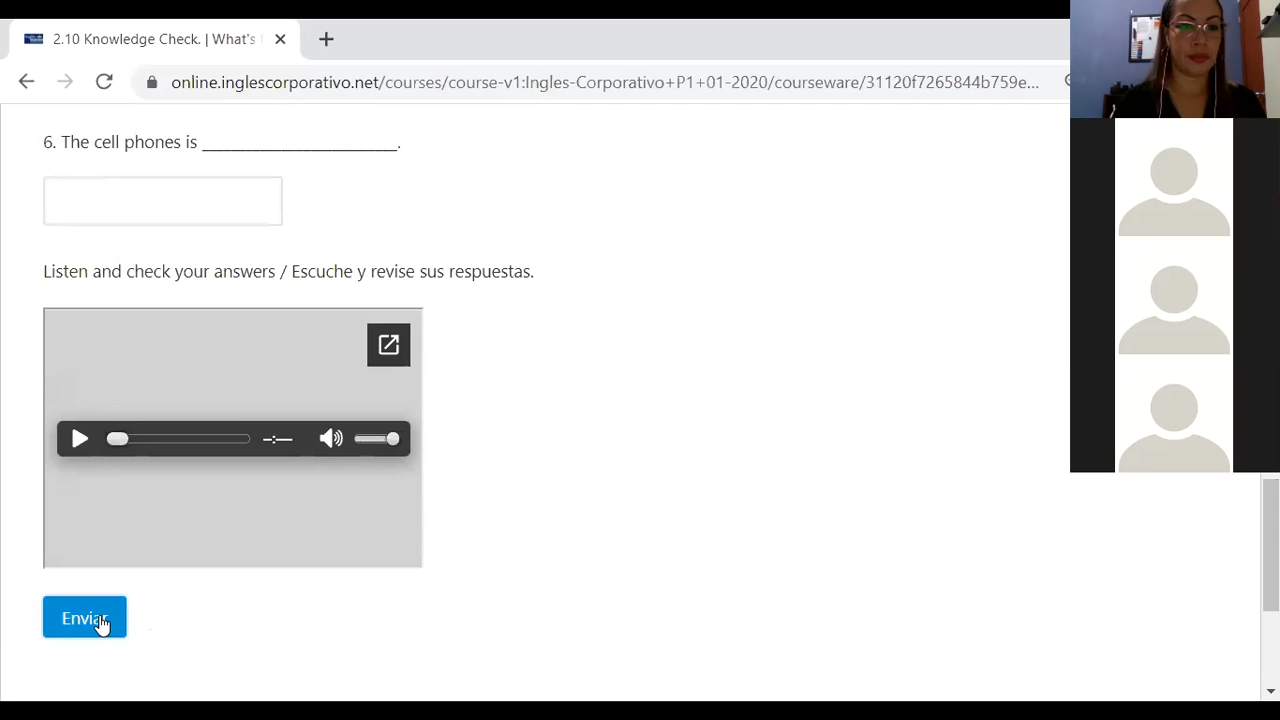 2.10 Knowledge Check. | What's
online.inglescorporativo.net/courses/course-v1:Ingles-Corporativo+P1+01-2020/courseware/31120f7265844b759e...
6. The cell phones is _________________________.
Listen and check your answers / Escuche y revise sus respuestas.
-:--
Enviar